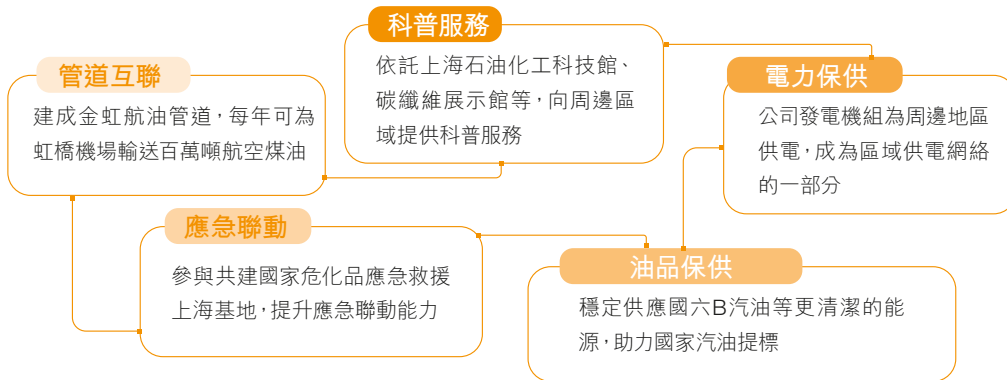 科普服務
依託上海石油化工科技館、
碳纖維展示館等，向周邊區
域提供科普服務
管道互聯
建成金虹航油管道，每年可為
虹橋機場輸送百萬噸航空煤油
電力保供
公司發電機組為周邊地區
供電，成為區域供電網絡
的一部分
應急聯動
參與共建國家危化品應急救援
上海基地，提升應急聯動能力
油品保供
穩定供應國六B汽油等更清潔的能
源，助力國家汽油提標